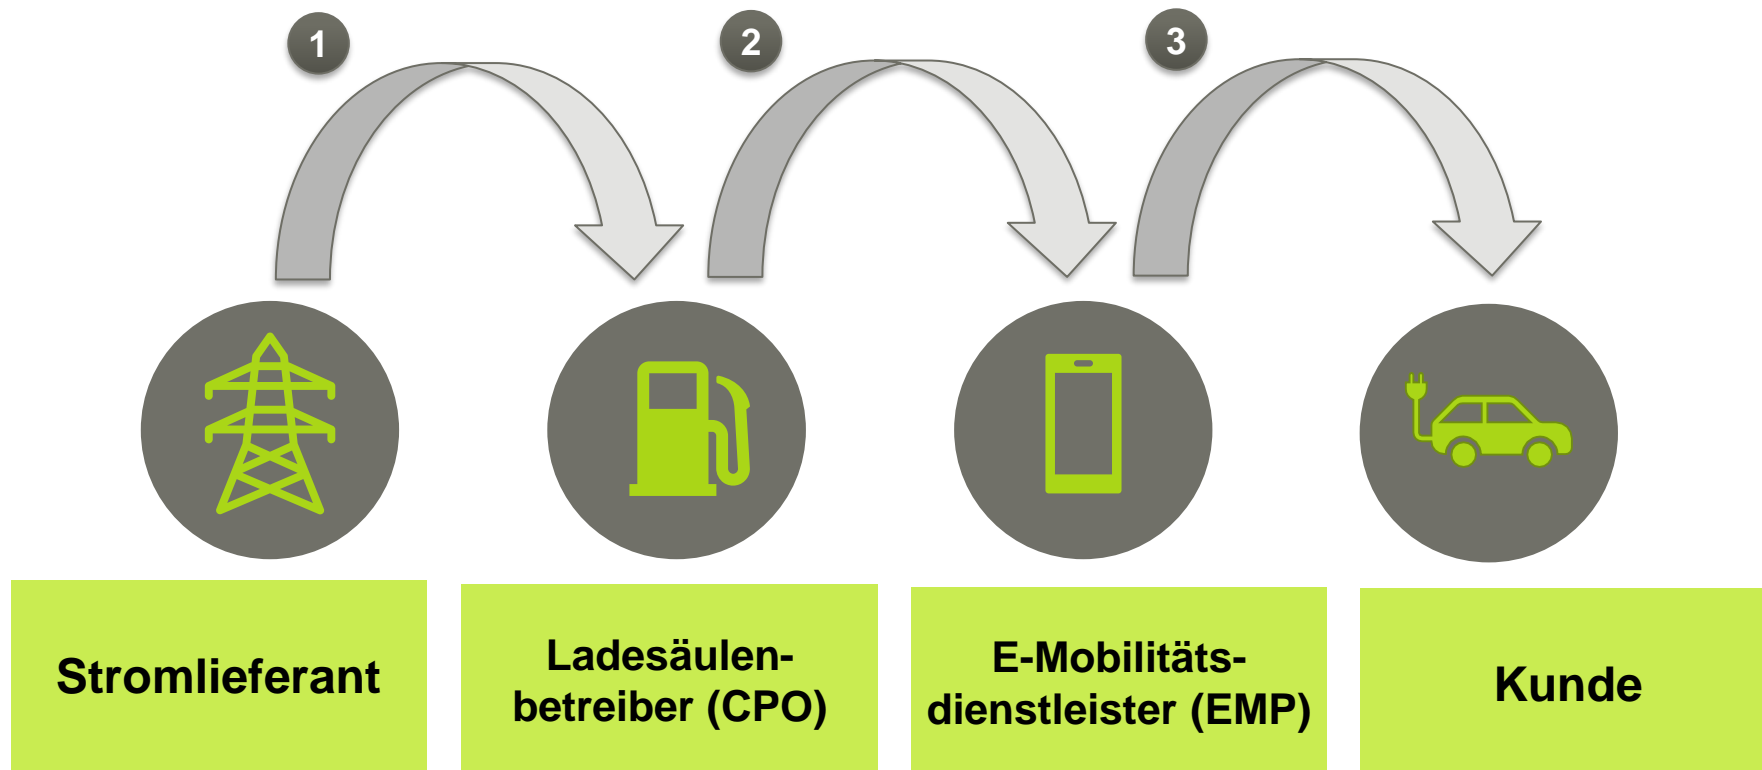 1
2
3
Stromlieferant
Ladesäulen-
betreiber (CPO)
E-Mobilitäts-
dienstleister (EMP)
Kunde